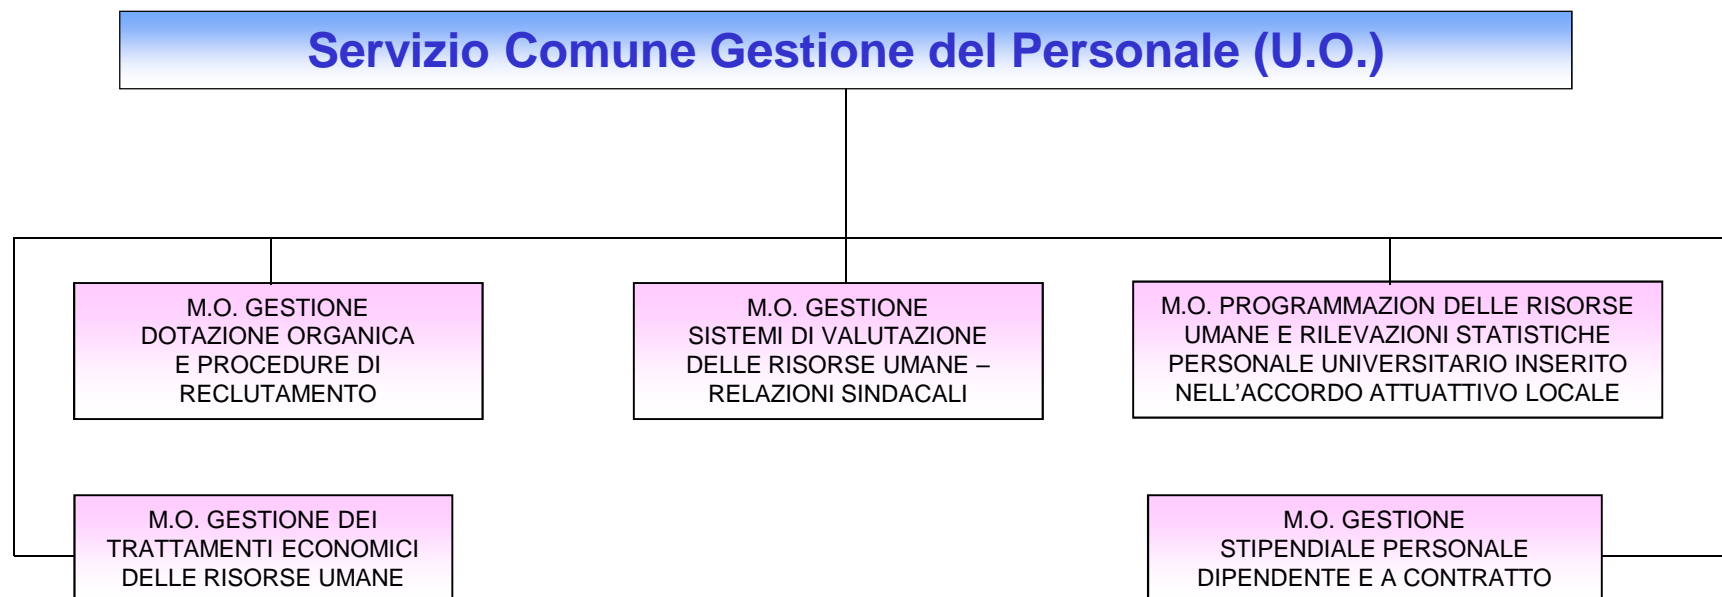 Servizio Comune Gestione del Personale (U.O.)
M.O. GESTIONE
DOTAZIONE ORGANICA
E PROCEDURE DI
RECLUTAMENTO
M.O. GESTIONE
SISTEMI DI VALUTAZIONE
DELLE RISORSE UMANE –
RELAZIONI SINDACALI
M.O. PROGRAMMAZION DELLE RISORSE
UMANE E RILEVAZIONI STATISTICHE
PERSONALE UNIVERSITARIO INSERITO
NELL’ACCORDO ATTUATTIVO LOCALE
M.O. GESTIONE DEI
TRATTAMENTI ECONOMICI
DELLE RISORSE UMANE
M.O. GESTIONE
STIPENDIALE PERSONALE
DIPENDENTE E A CONTRATTO